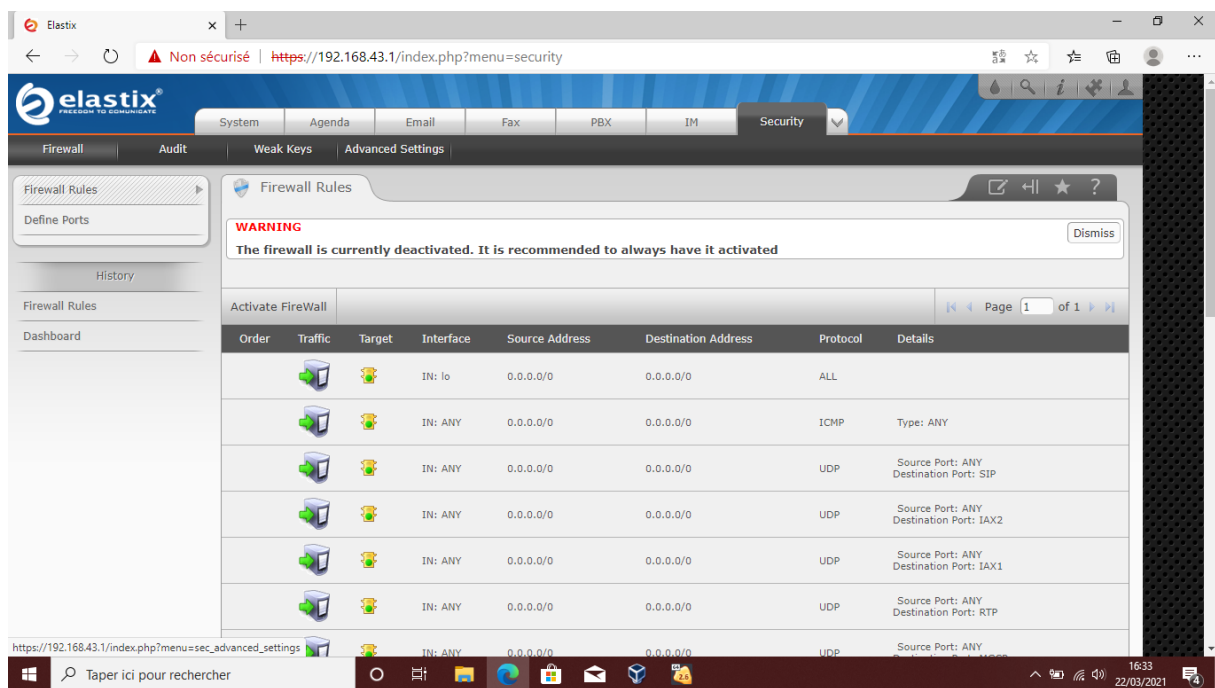 Elastix
Non sécurisé | https://192.168.43.1/index.php?menu=security
elastix®
FREEDOM TO COMMUNICATE
System Agenda Email Fax PBX IM Security
Firewall Audit Weak Keys Advanced Settings
Firewall Rules
Define Ports
History
Firewall Rules
Dashboard
Firewall Rules
WARNING
Dismiss
The firewall is currently deactivated. It is recommended to always have it activated
Activate FireWall Page 1 of 1
Order Traffic Target Interface Source Address Destination Address Protocol Details
IN: lo 0.0.0.0/0 0.0.0.0/0 ALL
IN: ANY 0.0.0.0/0 0.0.0.0/0 ICMP Type: ANY
IN: ANY 0.0.0.0/0 0.0.0.0/0 UDP Source Port: ANY
Destination Port: SIP
IN: ANY 0.0.0.0/0 0.0.0.0/0 UDP Source Port: ANY
Destination Port: IAX2
IN: ANY 0.0.0.0/0 0.0.0.0/0 UDP Source Port: ANY
Destination Port: IAX1
IN: ANY 0.0.0.0/0 0.0.0.0/0 UDP Source Port: ANY
Destination Port: RTP
IN: ANY 0.0.0.0/0 0.0.0.0/0 UDP Source Port: ANY
https://192.168.43.1/index.php?menu=sec_advanced_settings
Taper ici pour rechercher
2.6
16:33
22/03/2021
4